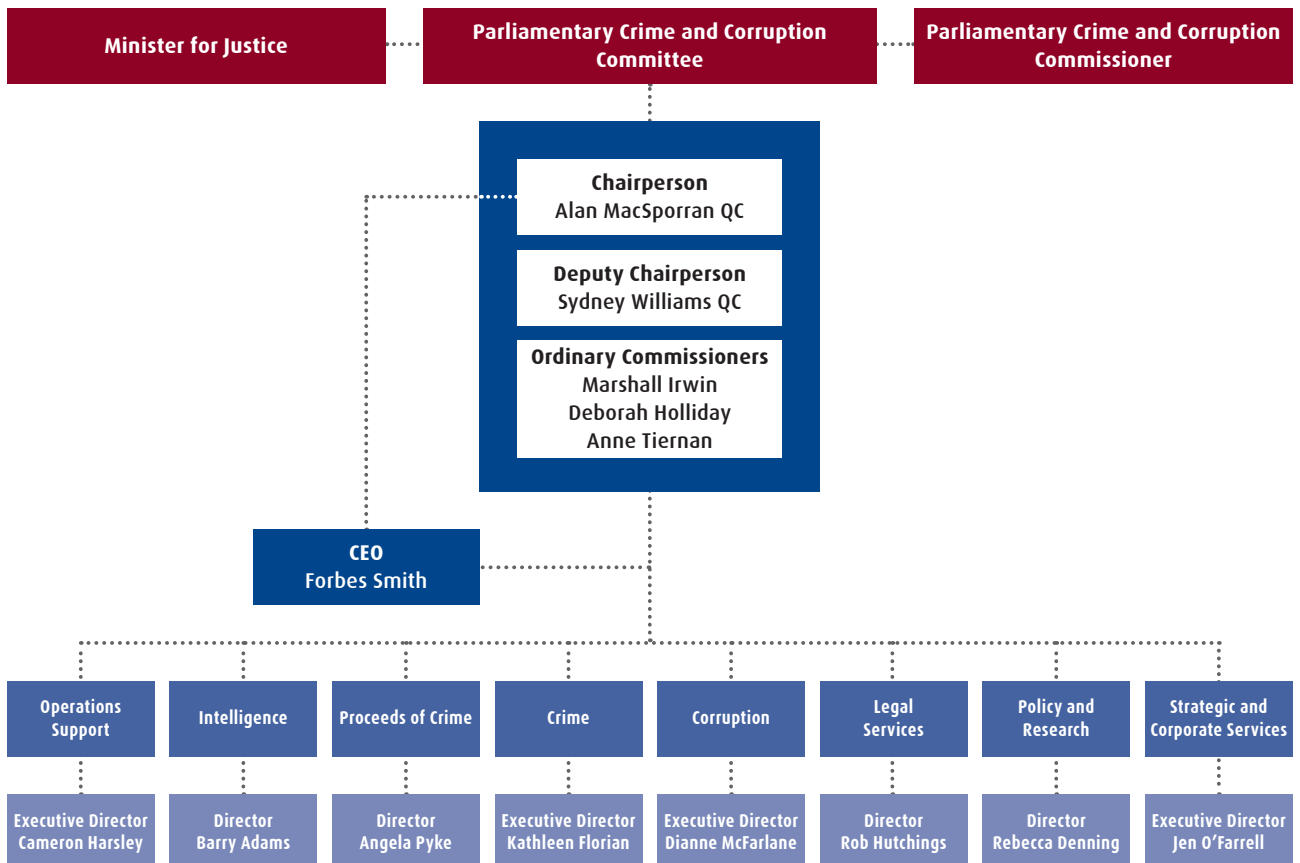 Minister for Justice
Parliamentary Crime and Corruption
Committee
Parliamentary Crime and Corruption
Commissioner
Chairperson
Alan MacSporran QC
Deputy Chairperson
Sydney Williams QC
Ordinary Commissioners
Marshall Irwin
Deborah Holliday
Anne Tiernan
CEO
Forbes Smith
Operations
Support
Intelligence
Proceeds of Crime
Crime
Corruption
Legal
Services
Policy and
Research
Strategic and
Corporate Services
Executive Director
Cameron Harsley
Director
Barry Adams
Director
Angela Pyke
Executive Director
Kathleen Florian
Executive Director
Dianne McFarlane
Director
Rob Hutchings
Director
Rebecca Denning
Executive Director
Jen O’Farrell